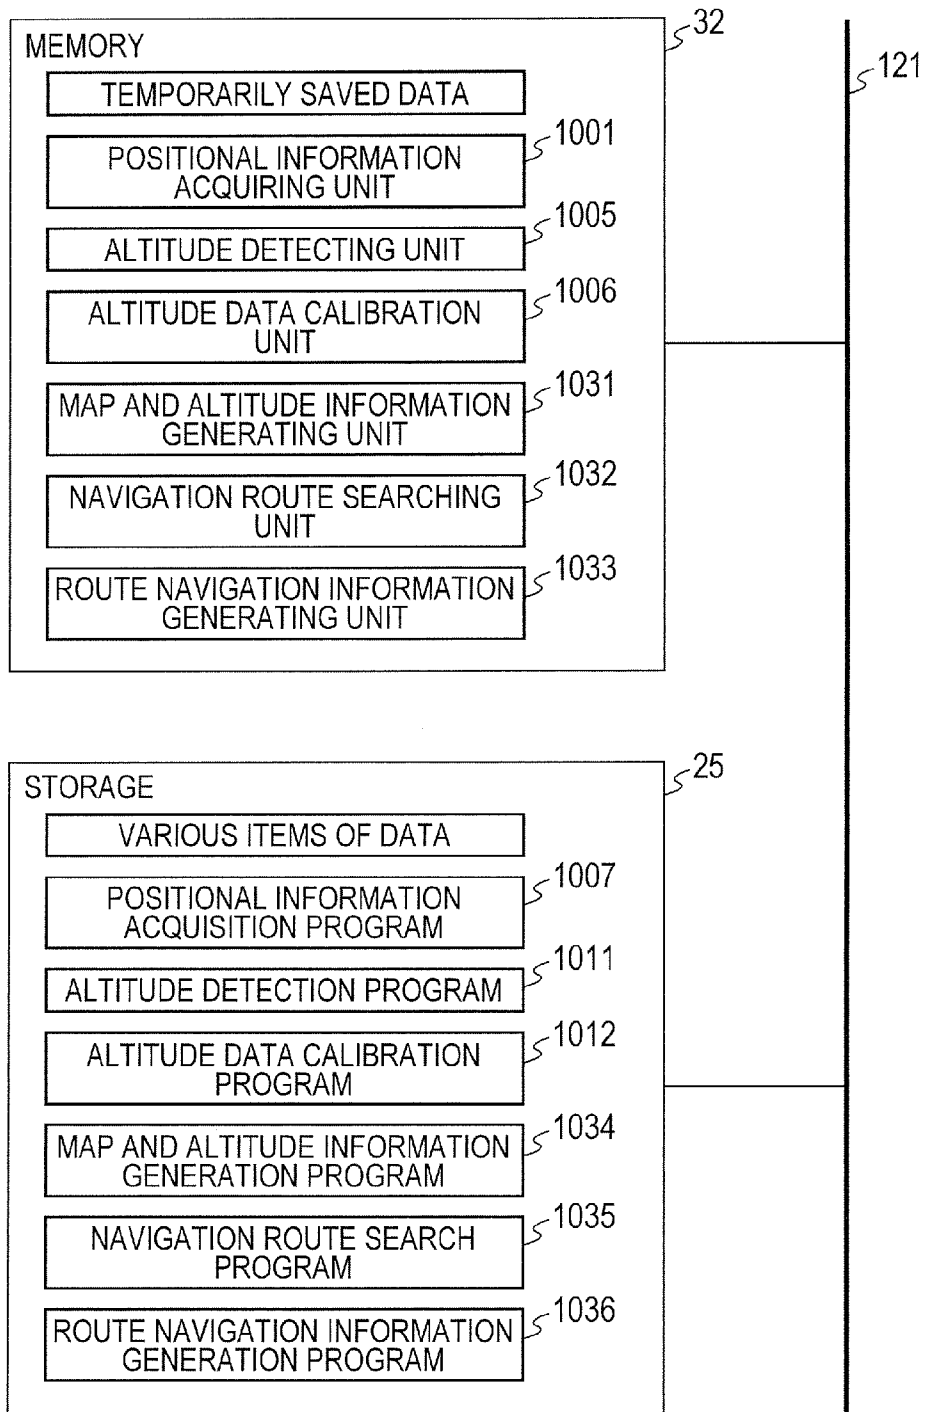 MEMORY
32
121
TEMPORARILY SAVED DATA
1001
POSITIONAL INFORMATION
ACQUIRING UNIT
1005
ALTITUDE DETECTING UNIT
1006
ALTITUDE DATA CALIBRATION
UNIT
1031
MAP AND ALTITUDE INFORMATION
GENERATING UNIT
1032
NAVIGATION ROUTE SEARCHING
UNIT
1033
ROUTE NAVIGATION INFORMATION
GENERATING UNIT
STORAGE
25
VARIOUS ITEMS OF DATA
1007
POSITIONAL INFORMATION
ACQUISITION PROGRAM
1011
ALTITUDE DETECTION PROGRAM
1012
ALTITUDE DATA CALIBRATION
PROGRAM
1034
MAP AND ALTITUDE INFORMATION
GENERATION PROGRAM
1035
NAVIGATION ROUTE SEARCH
PROGRAM
1036
ROUTE NAVIGATION INFORMATION
GENERATION PROGRAM